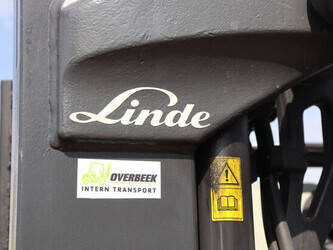 Linde
OVERBEEK
INTERN TRANSPORT